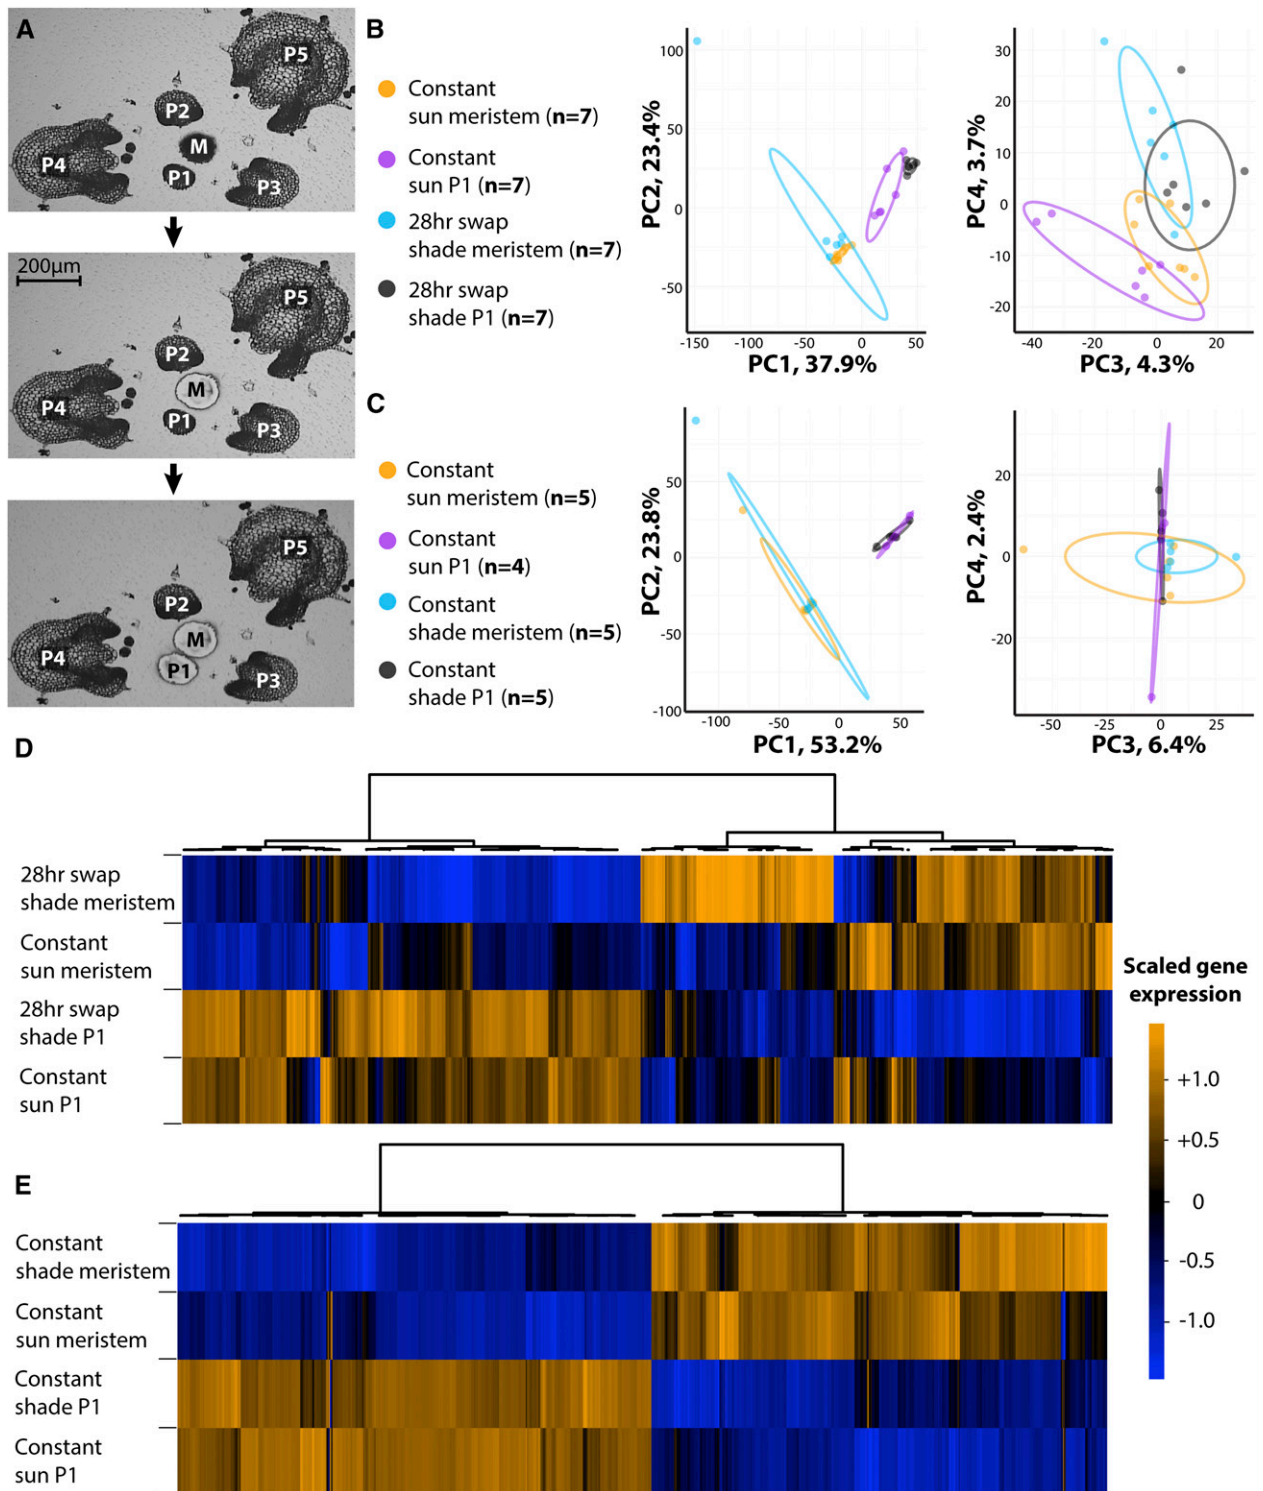 A
P5
P2
M
P4
P1
P3
200µm
P5
P2
M
P4
P1
P3
P5
P2
M
P4
P1
P3
B
Constant
sun meristem (n=7)
Constant
sun P1 (n=7)
28hr swap
shade meristem (n=7)
28hr swap
shade P1 (n=7)
PC2, 23.4%
100
50
0
-50
-150
-100
-50
0
50
PC1, 37.9%
PC4, 3.7%
30
20
10
0
-10
-20
-40
-20
0
20
PC3, 4.3%
C
Constant
sun meristem (n=5)
Constant
sun P1 (n=4)
Constant
shade meristem (n=5)
Constant
shade P1 (n=5)
PC2, 23.8%
50
0
-50
-100
-100
-50
0
50
PC1, 53.2%
PC4, 2.4%
20
0
-20
-50
-25
0
25
PC3, 6.4%
D
28hr swap
shade meristem
Constant
sun meristem
28hr swap
shade P1
Constant
sun P1
Scaled gene
expression
+1.0
+0.5
0
-0.5
-1.0
E
Constant
shade meristem
Constant
sun meristem
Constant
shade P1
Constant
sun P1